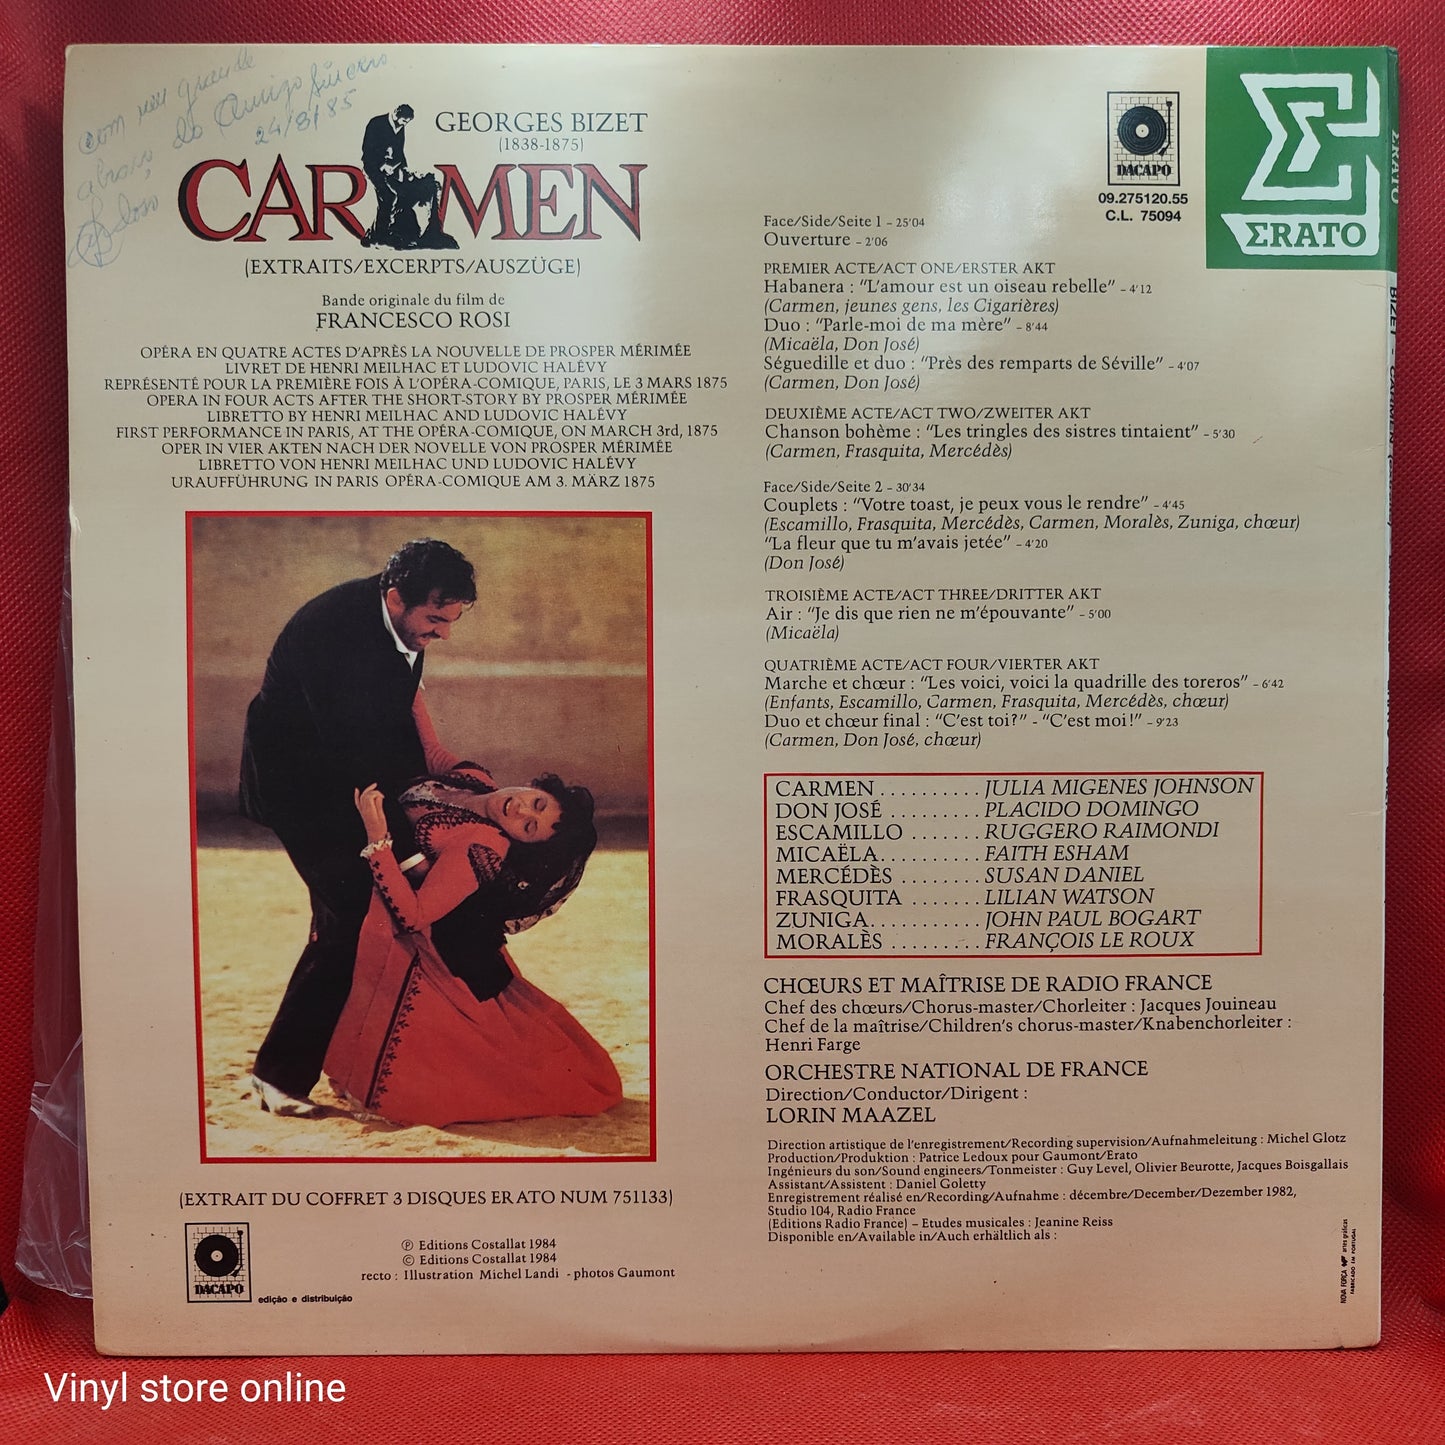 com meu grande
abraço, do Amigo sincero
24/8/85
GEORGES BIZET
(1838-1875)
CARMEN
(EXTRAITS/EXCERPTS/AUSZÜGE)
Bande originale du film de
FRANCESCO ROSI
OPÉRA EN QUATRE ACTES D'APRÈS LA NOUVELLE DE PROSPER MÉRIMÉE
LIVRET DE HENRI MEILHAC ET LUDOVIC HALÉVY
REPRÉSENTÉ POUR LA PREMIÈRE FOIS À L'OPÉRA-COMIQUE, PARIS, LE 3 MARS 1875
OPERA IN FOUR ACTS AFTER THE SHORT-STORY BY PROSPER MÉRIMÉE
LIBRETTO BY HENRI MEILHAC AND LUDOVIC HALÉVY
FIRST PERFORMANCE IN PARIS, AT THE OPÉRA-COMIQUE, ON MARCH 3rd, 1875
OPER IN VIER AKTEN NACH DER NOVELLE VON PROSPER MÉRIMÉE
LIBRETTO VON HENRI MEILHAC UND LUDOVIC HALÉVY
URAUFFÜHRUNG IN PARIS OPÉRA-COMIQUE AM 3. MÄRZ 1875
(EXTRAIT DU COFFRET 3 DISQUES ERATO NUM 751133)
DACAPO
edição e distribuição
℗ Editions Costallat 1984
© Editions Costallat 1984
recto : Illustration Michel Landi - photos Gaumont
DACAPO
09.275120.55
C.L. 75094
ΣRATO
Face/Side/Seite 1 – 25'04
Ouverture – 2'06
PREMIER ACTE/ACT ONE/ERSTER AKT
Habanera : “L'amour est un oiseau rebelle” – 4'12
(Carmen, jeunes gens, les Cigarières)
Duo : “Parle-moi de ma mère” – 8'44
(Micaëla, Don José)
Séguedille et duo : “Près des remparts de Séville” – 4'07
(Carmen, Don José)
DEUXIÈME ACTE/ACT TWO/ZWEITER AKT
Chanson bohème : “Les tringles des sistres tintaient” – 5'30
(Carmen, Frasquita, Mercédès)
Face/Side/Seite 2 – 30'34
Couplets : “Votre toast, je peux vous le rendre” – 4'45
(Escamillo, Frasquita, Mercédès, Carmen, Moralès, Zuniga, chœur)
“La fleur que tu m'avais jetée” – 4'20
(Don José)
TROISIÈME ACTE/ACT THREE/DRITTER AKT
Air : “Je dis que rien ne m'épouvante” – 5'00
(Micaëla)
QUATRIÈME ACTE/ACT FOUR/VIERTER AKT
Marche et chœur : “Les voici, voici la quadrille des toreros” – 6'42
(Enfants, Escamillo, Carmen, Frasquita, Mercédès, chœur)
Duo et chœur final : “C'est toi?” - “C'est moi!” – 9'23
(Carmen, Don José, chœur)
CARMEN .......... JULIA MIGENES JOHNSON
DON JOSÉ ......... PLACIDO DOMINGO
ESCAMILLO ....... RUGGERO RAIMONDI
MICAËLA.......... FAITH ESHAM
MERCÉDÈS ........ SUSAN DANIEL
FRASQUITA ....... LILIAN WATSON
ZUNIGA........... JOHN PAUL BOGART
MORALÈS ......... FRANÇOIS LE ROUX
CHŒURS ET MAÎTRISE DE RADIO FRANCE
Chef des chœurs/Chorus-master/Chorleiter : Jacques Jouineau
Chef de la maîtrise/Children's chorus-master/Knabenchorleiter :
Henri Farge
ORCHESTRE NATIONAL DE FRANCE
Direction/Conductor/Dirigent :
LORIN MAAZEL
Direction artistique de l'enregistrement/Recording supervision/Aufnahmeleitung : Michel Glotz
Production/Produktion : Patrice Ledoux pour Gaumont/Erato
Ingénieurs du son/Sound engineers/Tonmeister : Guy Level, Olivier Beurotte, Jacques Boisgallais
Assistant/Assistent : Daniel Goletty
Enregistrement réalisé en/Recording/Aufnahme : décembre/December/Dezember 1982,
Studio 104, Radio France
(Editions Radio France) – Etudes musicales : Jeanine Reiss
Disponible en/Available in/Auch erhältlich als :
NOVA FORÇA artes gráficas
FABRICADO EM PORTUGAL
ΣRATO
BIZET - CARMEN
Vinyl store online